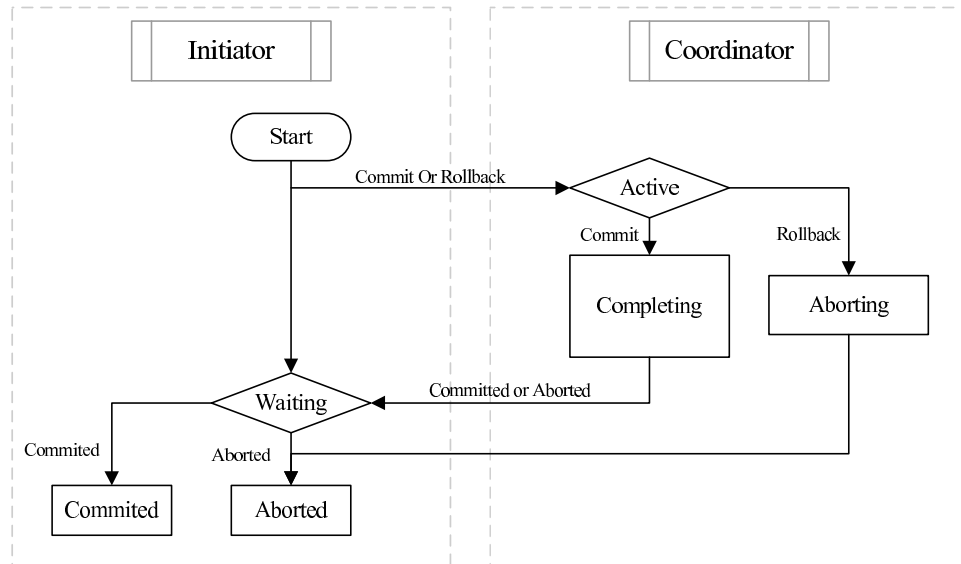 Initiator
Coordinator
Start
Commit Or Rollback
Active
Commit
Rollback
Completing
Aborting
Committed or Aborted
Waiting
Commited
Aborted
Commited
Aborted